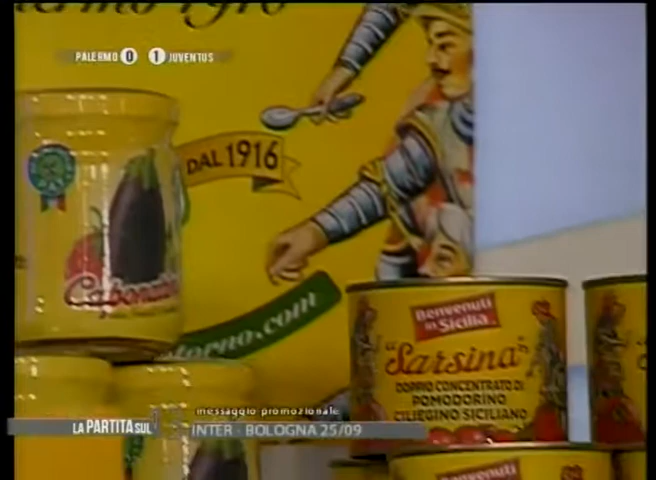 PALERMO 0 1 JUVENTUS
DAL 1916
Benvenuti
in Sicilia
"Sarsina"
DOPPIO CONCENTRATO DI
POMODORINO
CILIEGINO SICILIANO
messaggio promozionale
LA PARTITA SUL
INTER - BOLOGNA 25/09